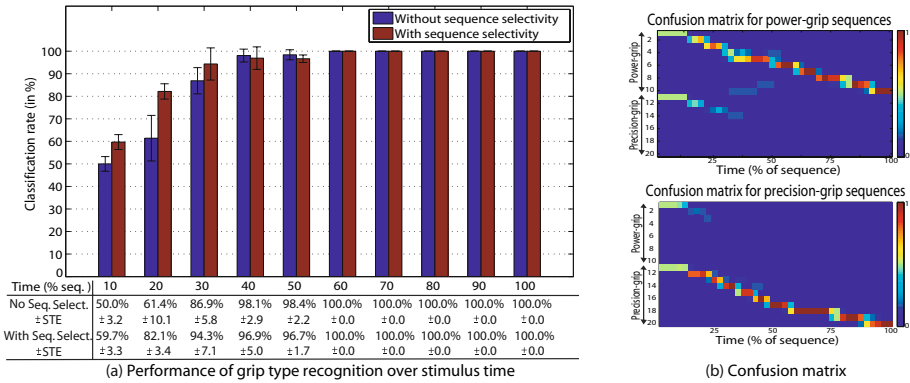 Without sequence selectivity
With sequence selectivity
Classification rate (in %)
100
90
80
70
60
50
40
30
20
10
0
Time (% seq.) 10 20 30 40 50 60 70 80 90 100
No Seq.Select. 50.0% 61.4% 86.9% 98.1% 98.4% 100.0% 100.0% 100.0% 100.0% 100.0%
±STE ±3.2 ±10.1 ±5.8 ±2.9 ±2.2 ±0.0 ±0.0 ±0.0 ±0.0 ±0.0
With Seq.Select. 59.7% 82.1% 94.3% 96.9% 96.7% 100.0% 100.0% 100.0% 100.0% 100.0%
±STE ±3.3 ±3.4 ±7.1 ±5.0 ±1.7 ±0.0 ±0.0 ±0.0 ±0.0 ±0.0
(a) Performance of grip type recognition over stimulus time
Confusion matrix for power-grip sequences
Power-grip
Precision-grip
2
4
6
8
10
12
14
16
18
20
25 50 75 100
1
0
Time (% of sequence)
Confusion matrix for precision-grip sequences
Power-grip
Precision-grip
2
4
6
8
10
12
14
16
18
20
25 50 75 100
1
0
Time (% of sequence)
(b) Confusion matrix